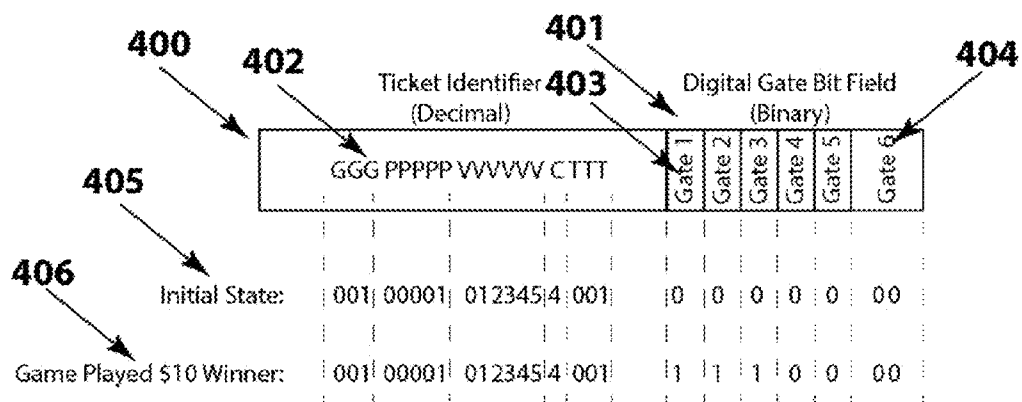 400
402
401
404
Ticket Identifier 403 Digital Gate Bit Field
(Decimal) (Binary)
GGG PPPPP VVVVVV C TTT Gate 1 Gate 2 Gate 3 Gate 4 Gate 5 Gate 6
405
406
Initial State: 001 00001 012345 4 001 0 0 0 0 0 00
Game Played $10 Winner: 001 00001 012345 4 001 1 1 1 0 0 00